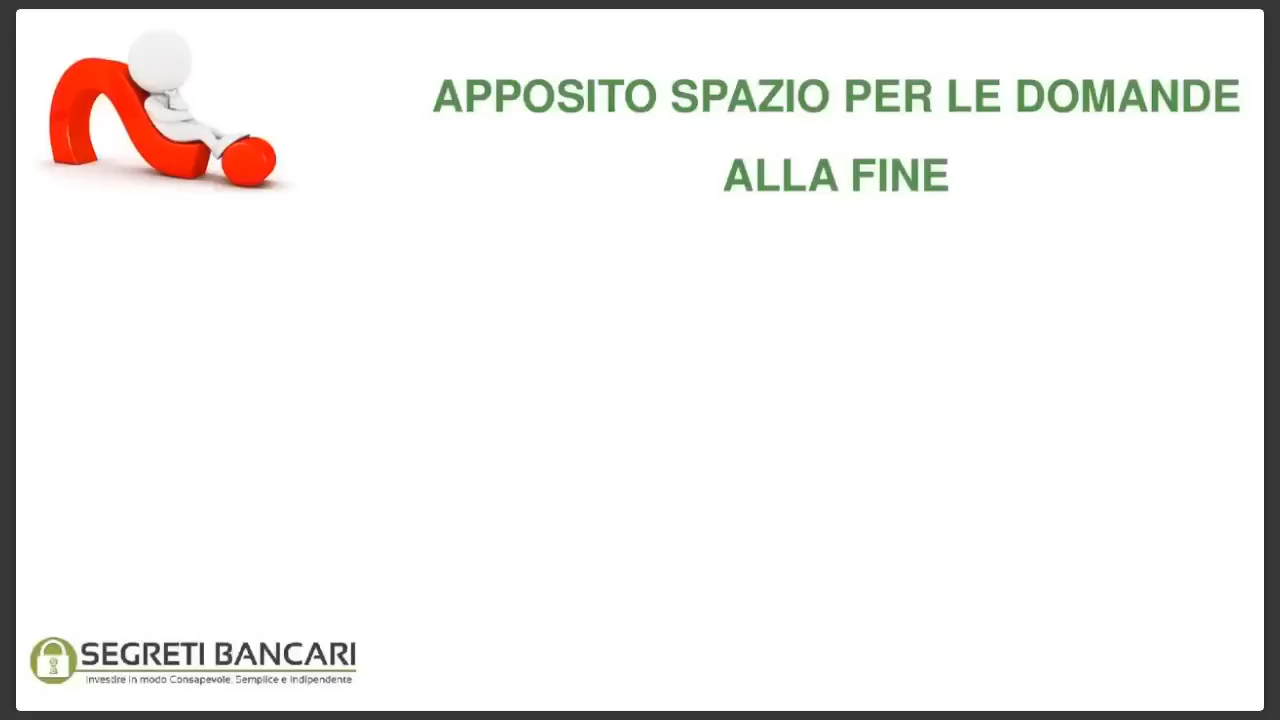 APPOSITO SPAZIO PER LE DOMANDE
ALLA FINE
SEGRETI BANCARI
Investire in modo Consapevole, Semplice e Indipendente